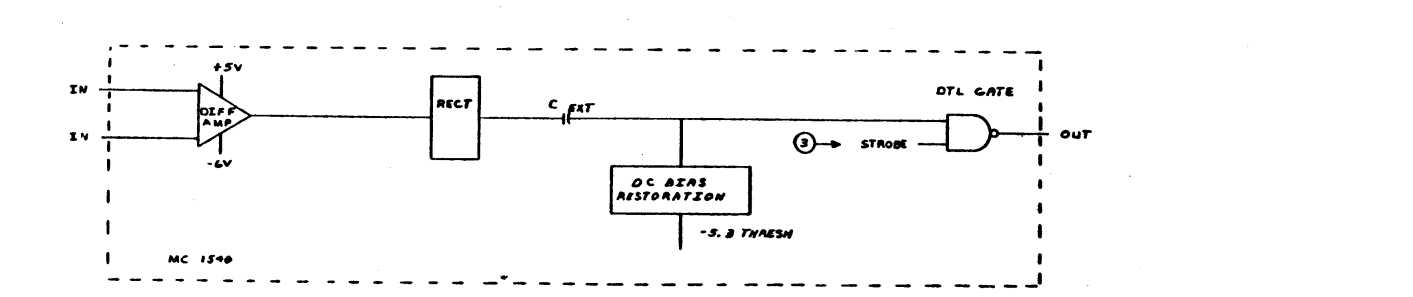 +5V
IN
DIFF
AMP
IN
-6V
RECT
C EXT
DTL GATE
3
STROBE
OUT
DC BIAS
RESTORATION
-5.3 THRESH
MC 1540